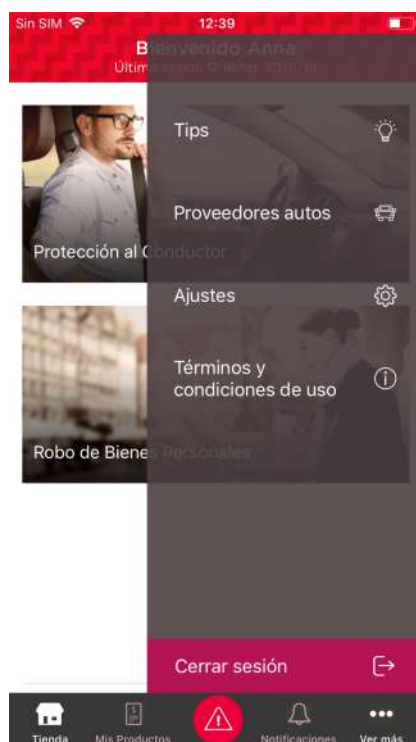 Sin SIM
12:39
Bienvenido Anna
Tips
Proveedores autos
Protección al Conductor
Ajustes
Términos y
condiciones de uso
Robo de Bienes Personales
Cerrar sesión
Tienda
Mis Productos
Notificaciones
Ver más